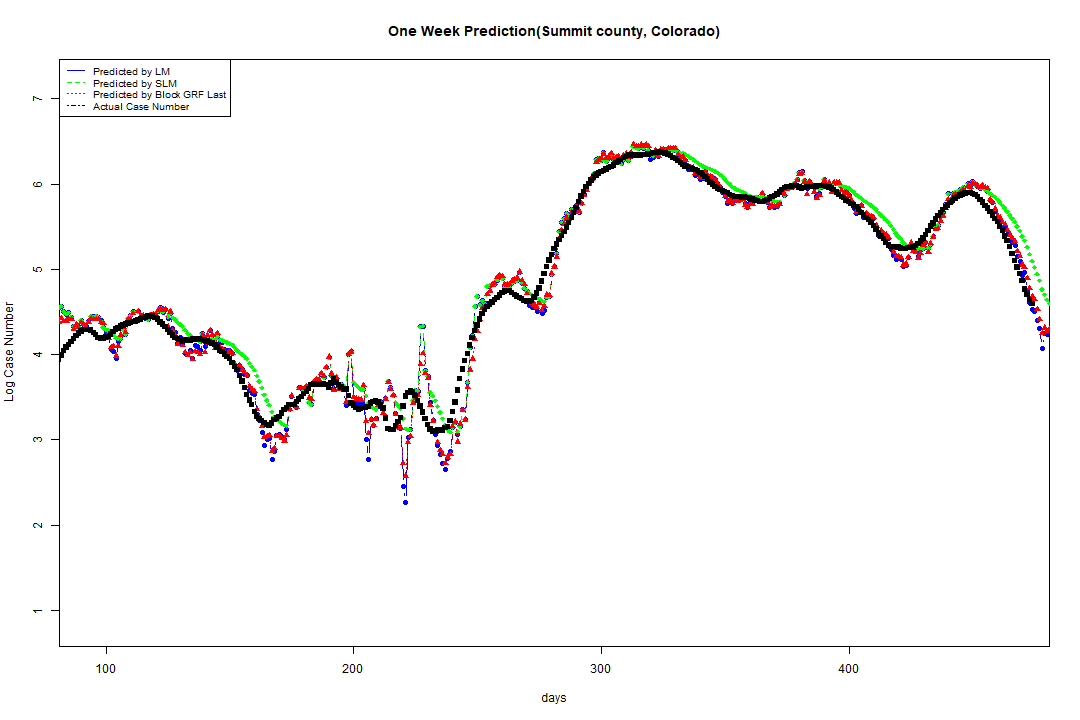 One Week Prediction(Summit county, Colorado)
Predicted by LM
Predicted by SLM
Predicted by Block GRF Last
Actual Case Number
7
6
5
4
3
2
1
Log Case Number
100 200 300 400
days